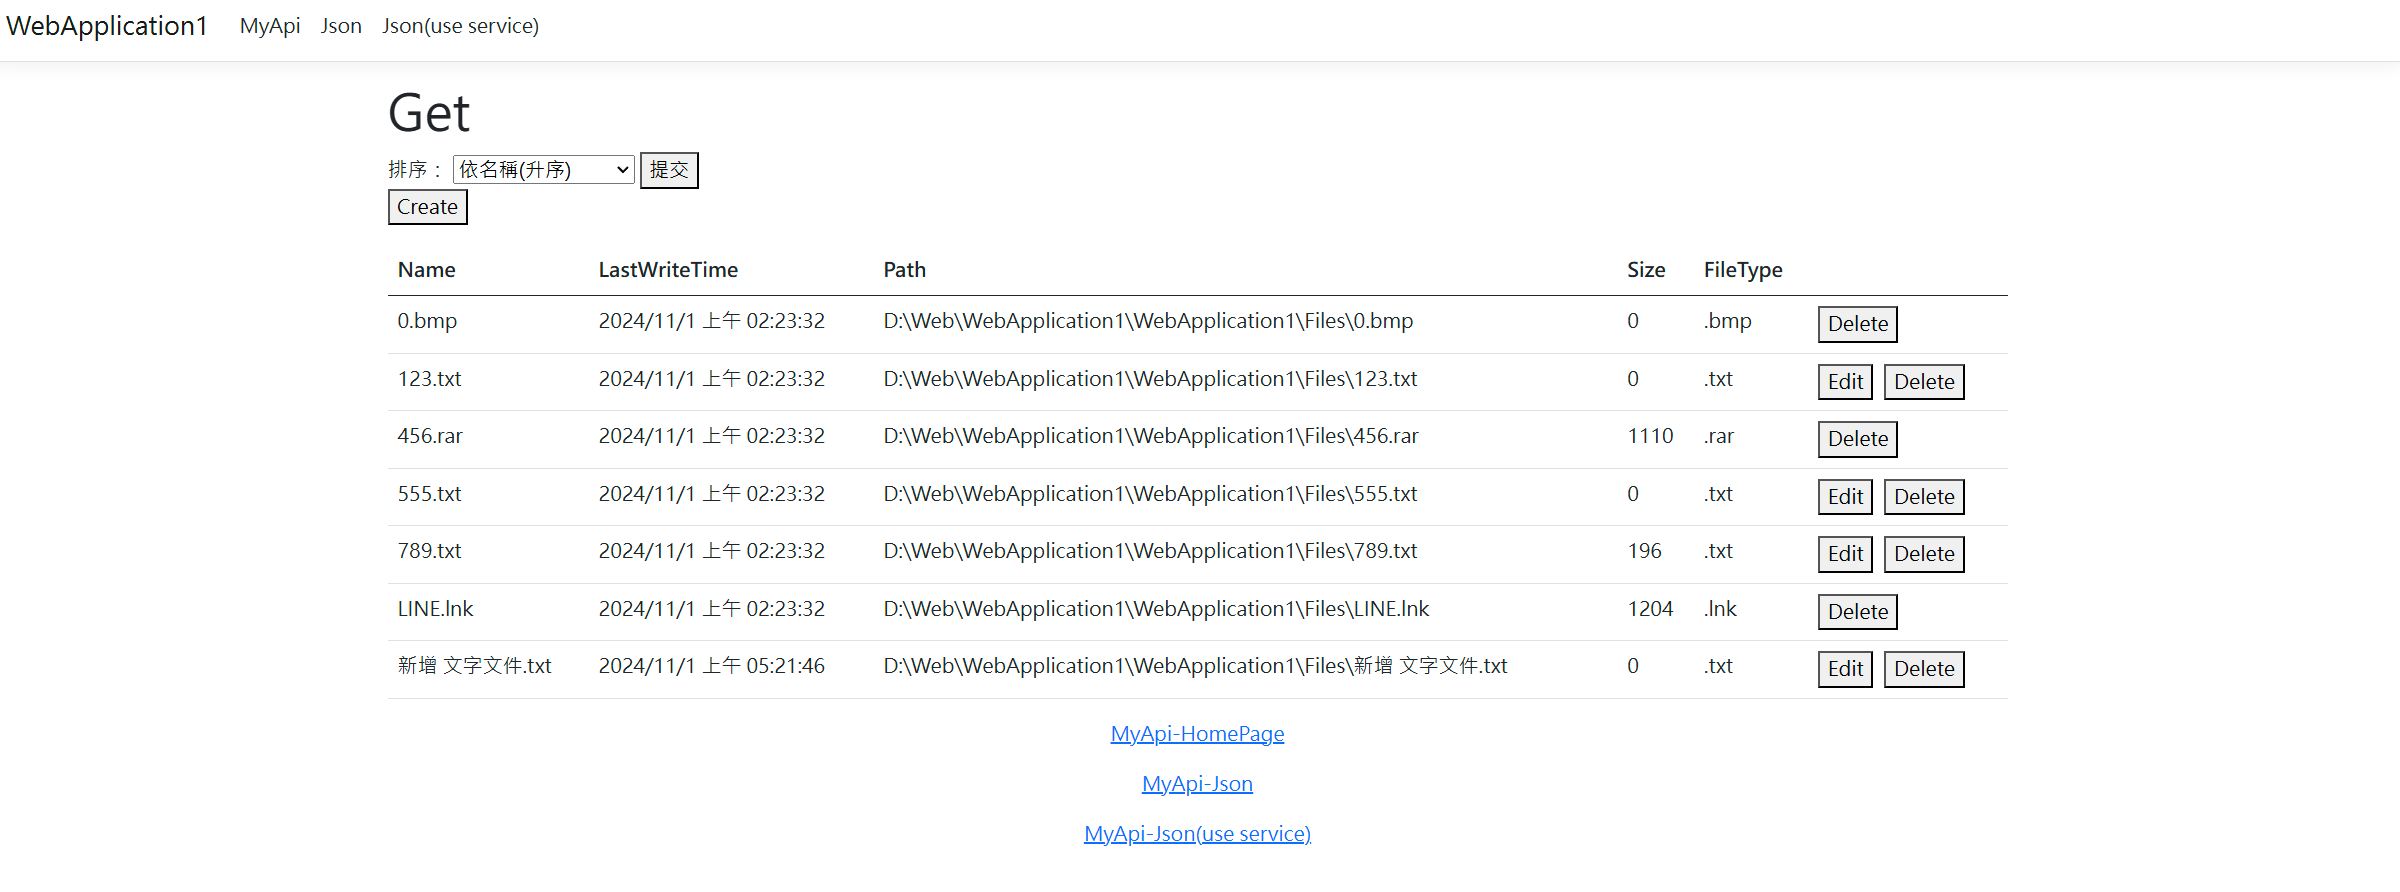 WebApplication1 MyApi Json Json(use service)
Get
排序： 依名稱(升序) 提交
Create
Name LastWriteTime Path Size FileType
0.bmp 2024/11/1 上午 02:23:32 D:\Web\WebApplication1\WebApplication1\Files\0.bmp 0 .bmp Delete
123.txt 2024/11/1 上午 02:23:32 D:\Web\WebApplication1\WebApplication1\Files\123.txt 0 .txt Edit Delete
456.rar 2024/11/1 上午 02:23:32 D:\Web\WebApplication1\WebApplication1\Files\456.rar 1110 .rar Delete
555.txt 2024/11/1 上午 02:23:32 D:\Web\WebApplication1\WebApplication1\Files\555.txt 0 .txt Edit Delete
789.txt 2024/11/1 上午 02:23:32 D:\Web\WebApplication1\WebApplication1\Files\789.txt 196 .txt Edit Delete
LINE.lnk 2024/11/1 上午 02:23:32 D:\Web\WebApplication1\WebApplication1\Files\LINE.lnk 1204 .lnk Delete
新增 文字文件.txt 2024/11/1 上午 05:21:46 D:\Web\WebApplication1\WebApplication1\Files\新增 文字文件.txt 0 .txt Edit Delete
MyApi-HomePage
MyApi-Json
MyApi-Json(use service)